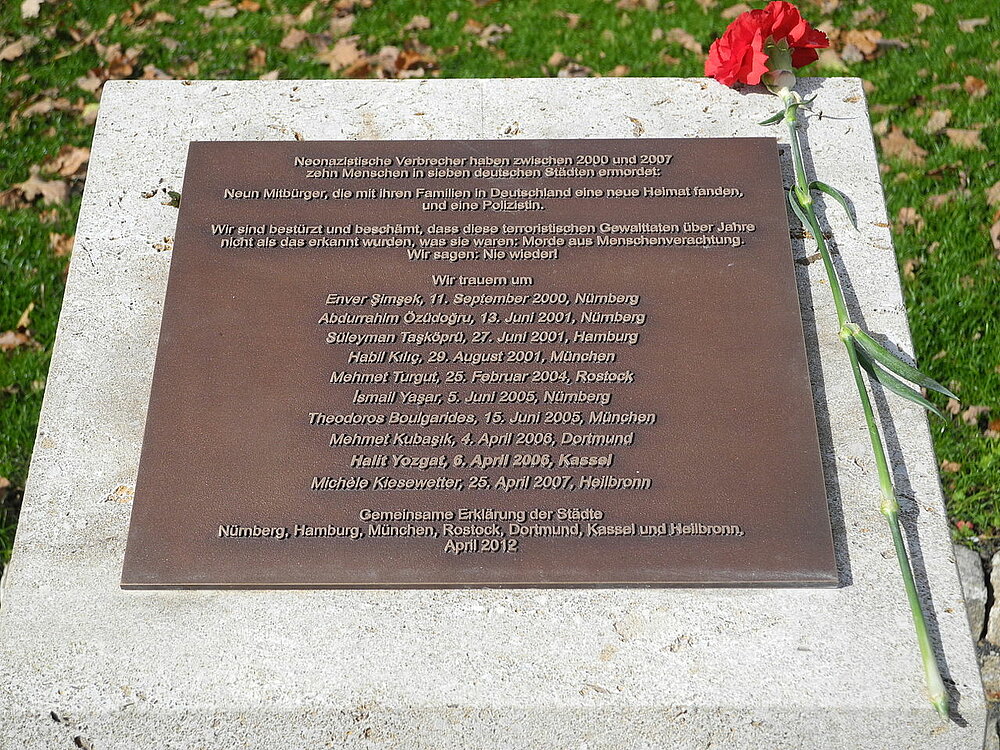 Neonazistische Verbrecher haben zwischen 2000 und 2007
zehn Menschen in sieben deutschen Städten ermordet:
Neun Mitbürger, die mit ihren Familien in Deutschland eine neue Heimat fanden,
und eine Polizistin.
Wir sind bestürzt und beschämt, dass diese terroristischen Gewalttaten über Jahre
nicht als das erkannt wurden, was sie waren: Morde aus Menschenverachtung.
Wir sagen: Nie wieder!
Wir trauern um
Enver Şimşek, 11. September 2000, Nürnberg
Abdurrahim Özüdoğru, 13. Juni 2001, Nürnberg
Süleyman Taşköprü, 27. Juni 2001, Hamburg
Habil Kılıç, 29. August 2001, München
Mehmet Turgut, 25. Februar 2004, Rostock
İsmail Yaşar, 5. Juni 2005, Nürnberg
Theodoros Boulgarides, 15. Juni 2005, München
Mehmet Kubaşık, 4. April 2006, Dortmund
Halit Yozgat, 6. April 2006, Kassel
Michèle Kiesewetter, 25. April 2007, Heilbronn
Gemeinsame Erklärung der Städte
Nürnberg, Hamburg, München, Rostock, Dortmund, Kassel und Heilbronn.
April 2012